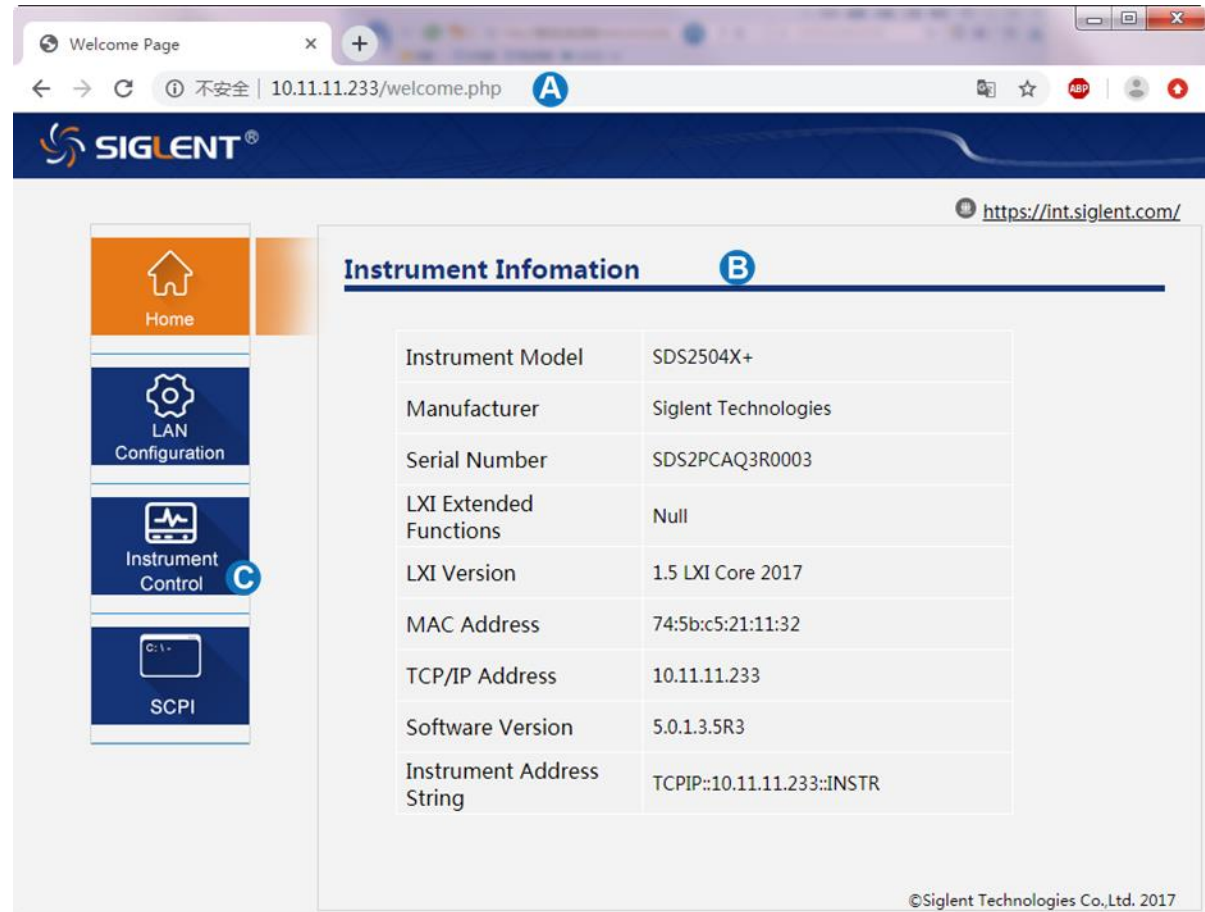 Welcome Page
不安全 | 10.11.11.233/welcome.php A
ABP
SIGLENT®
https://int.siglent.com/
Home
LAN
Configuration
Instrument
Control C
C:\-
SCPI
Instrument Infomation B
Instrument Model SDS2504X+
Manufacturer Siglent Technologies
Serial Number SDS2PCAQ3R0003
LXI Extended
Functions Null
LXI Version 1.5 LXI Core 2017
MAC Address 74:5b:c5:21:11:32
TCP/IP Address 10.11.11.233
Software Version 5.0.1.3.5R3
Instrument Address
String TCPIP::10.11.11.233::INSTR
©Siglent Technologies Co.,Ltd. 2017